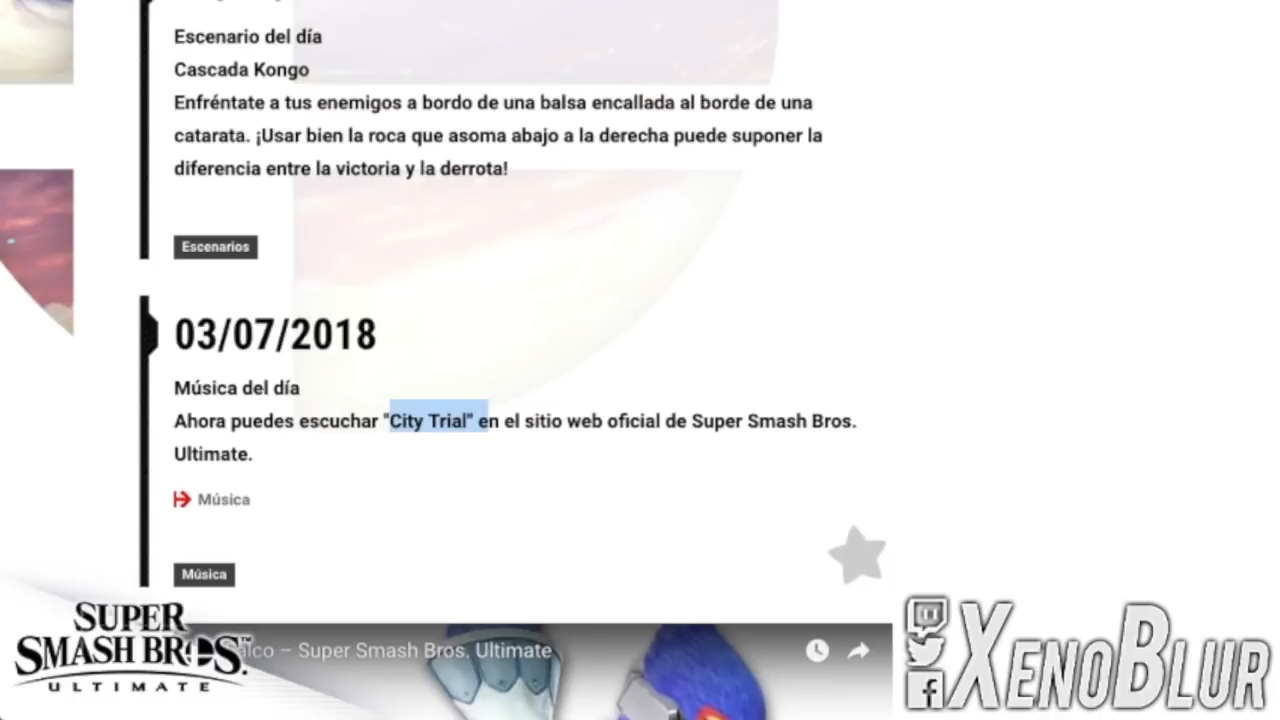 Escenario del día
Cascada Kongo
Enfréntate a tus enemigos a bordo de una balsa encallada al borde de una
catarata. ¡Usar bien la roca que asoma abajo a la derecha puede suponer la
diferencia entre la victoria y la derrota!
Escenarios
03/07/2018
Música del día
Ahora puedes escuchar "City Trial" en el sitio web oficial de Super Smash Bros.
Ultimate.
Música
Música
– Super Smash Bros. Ultimate
SUPER
SMASH BROS.™
ULTIMATE
XENOBLUR